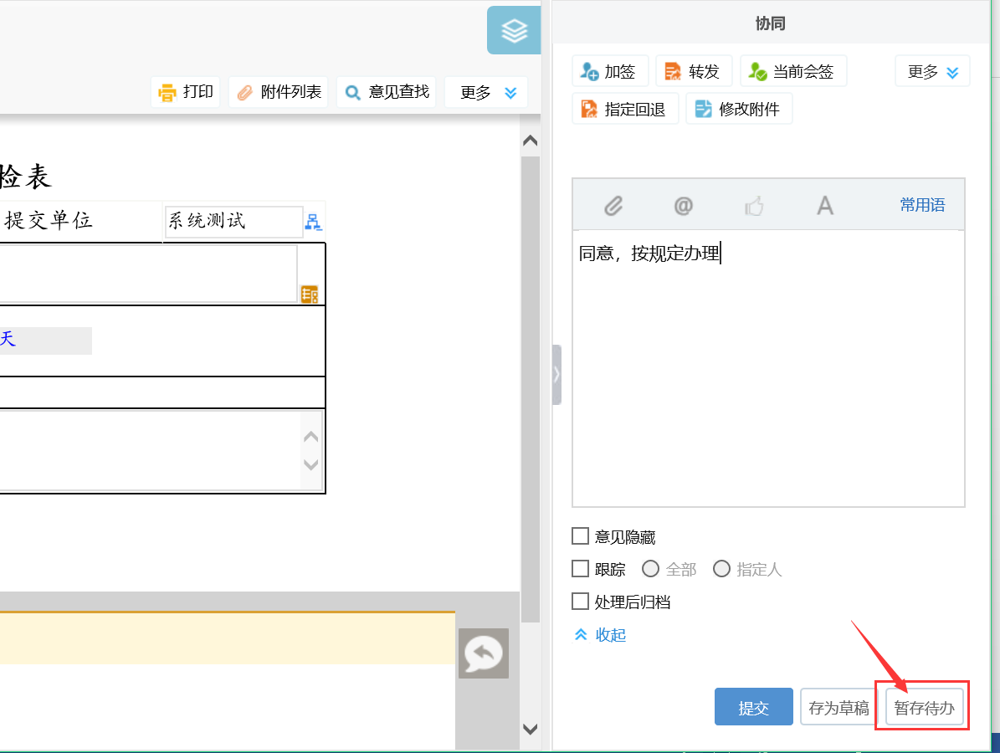 协同
加签 转发 当前会签 更多
指定回退 修改附件
打印 附件列表 意见查找 更多
检表
提交单位 系统测试
天
常用语
同意，按规定办理
意见隐藏
跟踪 全部 指定人
处理后归档
收起
提交 存为草稿 暂存待办